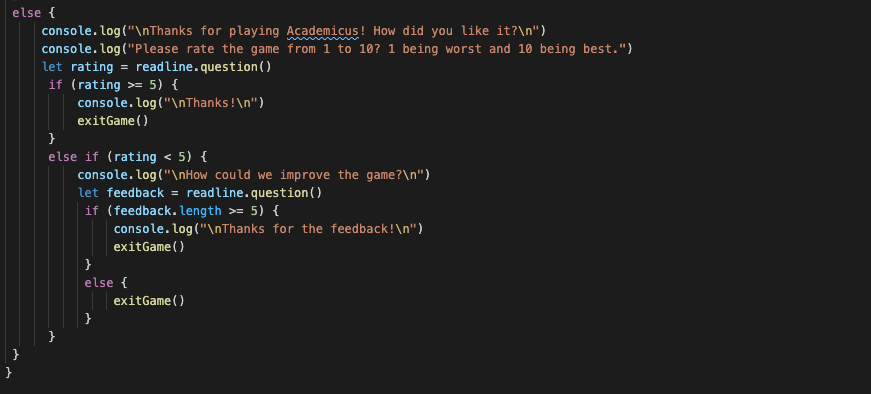 else {
console.log("\nThanks for playing Academicus! How did you like it?\n")
console.log("Please rate the game from 1 to 10? 1 being worst and 10 being best.")
let rating = readline.question()
if (rating >= 5) {
console.log("\nThanks!\n")
exitGame()
}
else if (rating < 5) {
console.log("\nHow could we improve the game?\n")
let feedback = readline.question()
if (feedback.length >= 5) {
console.log("\nThanks for the feedback!\n")
exitGame()
}
else {
exitGame()
}
}
}
}